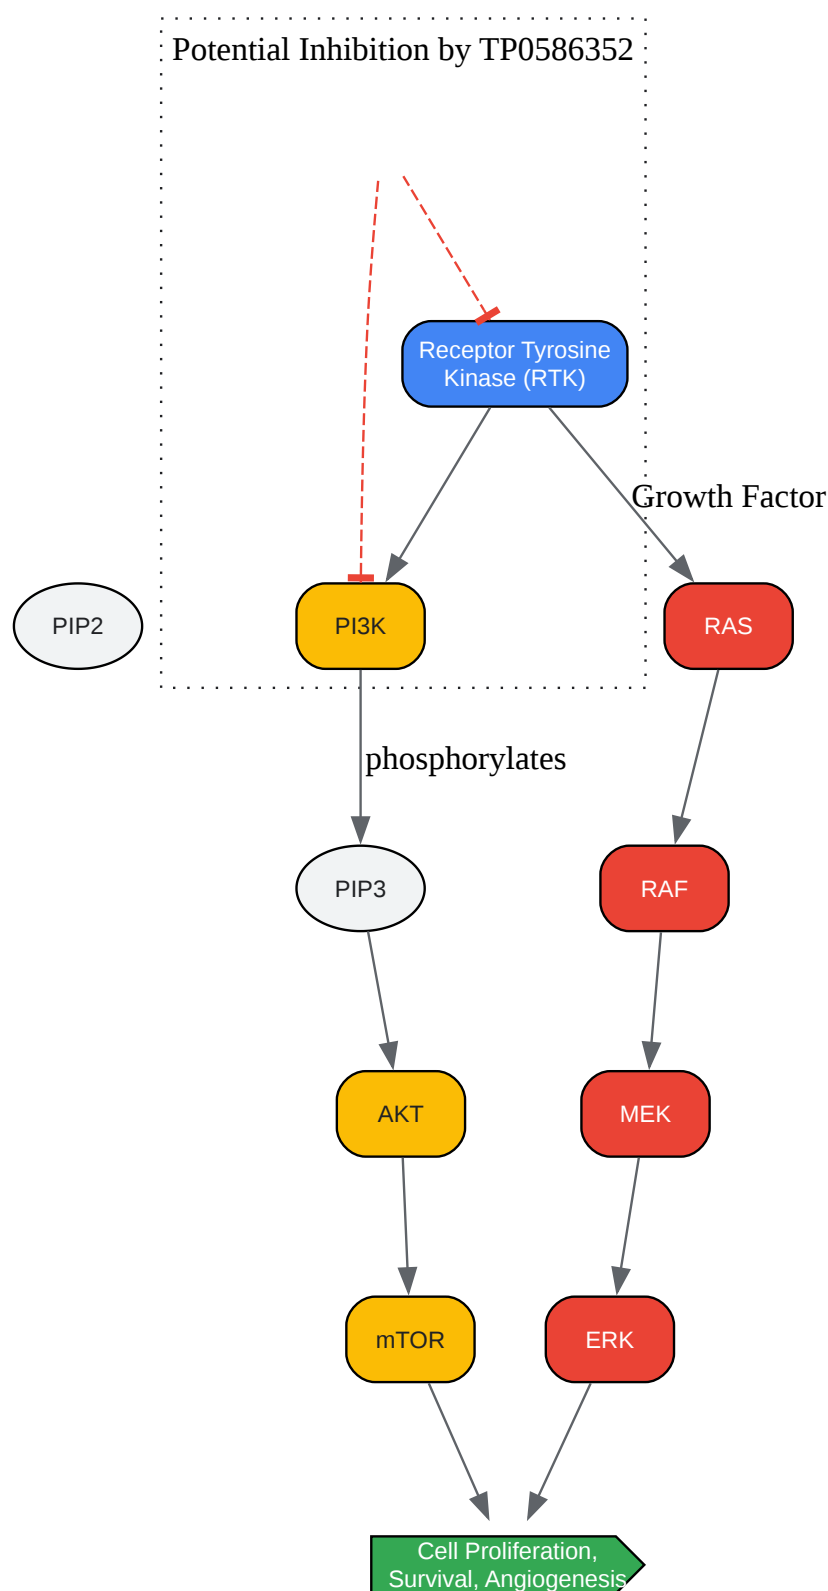 Potential Inhibition by TP0586352
Receptor Tyrosine
Kinase (RTK)
Growth Factor
PIP2
PI3K
RAS
phosphorylates
PIP3
RAF
AKT
MEK
mTOR
ERK
Cell Proliferation,
Survival, Angiogenesis